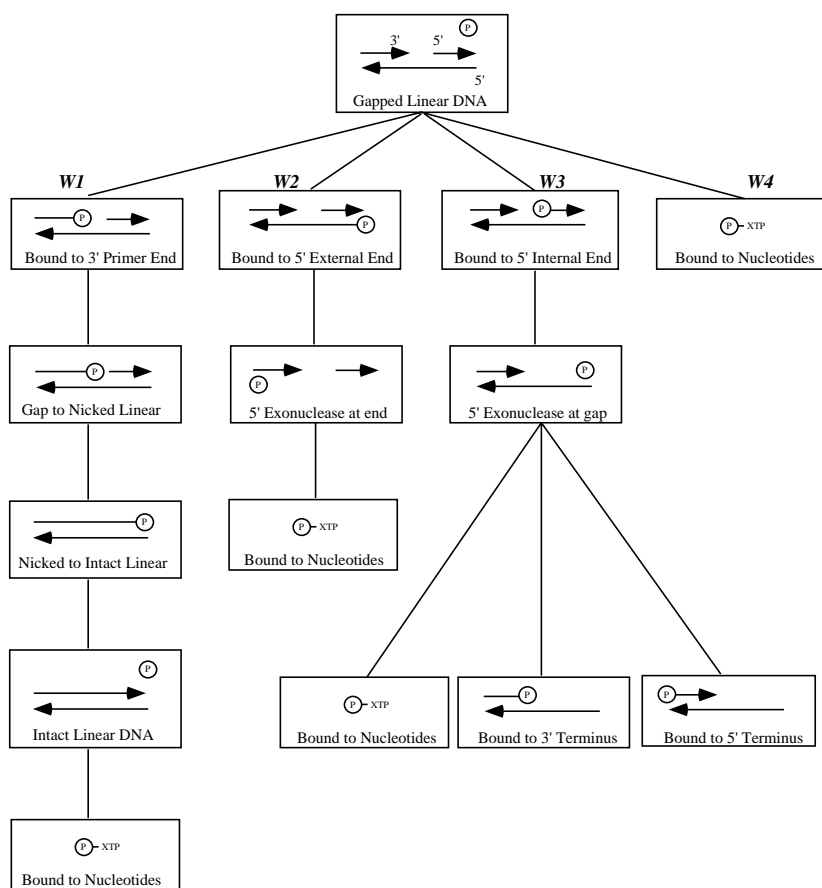 P
3' 5'
5'
Gapped Linear DNA
W1 W2 W3 W4
P P P P XTP
Bound to 3' Primer End Bound to 5' External End Bound to 5' Internal End Bound to Nucleotides
P P P
Gap to Nicked Linear 5' Exonuclease at end 5' Exonuclease at gap
P P XTP
Nicked to Intact Linear Bound to Nucleotides
P P XTP P P
Intact Linear DNA Bound to Nucleotides Bound to 3' Terminus Bound to 5' Terminus
P XTP
Bound to Nucleotides